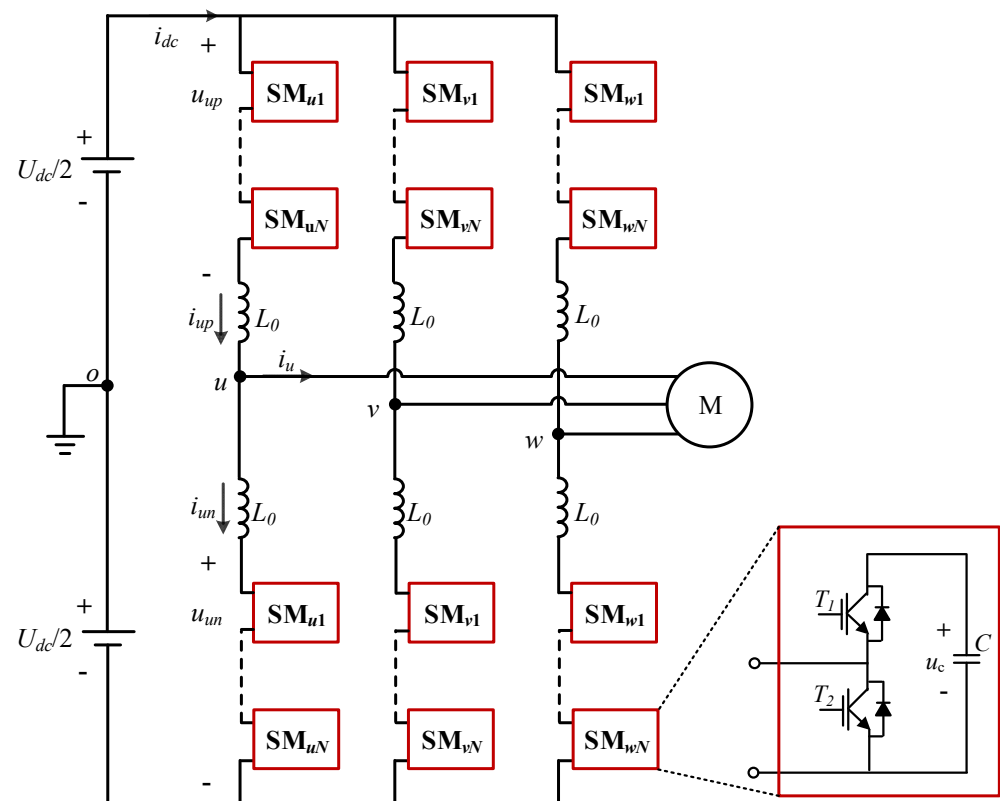 i_dc
+
u_up
SM_u1
SM_v1
SM_w1
+
U_dc/2
-
SM_uN
SM_vN
SM_wN
-
i_up
L_0
L_0
L_0
o
u
i_u
v
w
M
i_un
L_0
L_0
L_0
+
u_un
SM_u1
SM_v1
SM_w1
+
U_dc/2
-
SM_uN
SM_vN
SM_wN
-
T_1
+
C
u_c
-
T_2